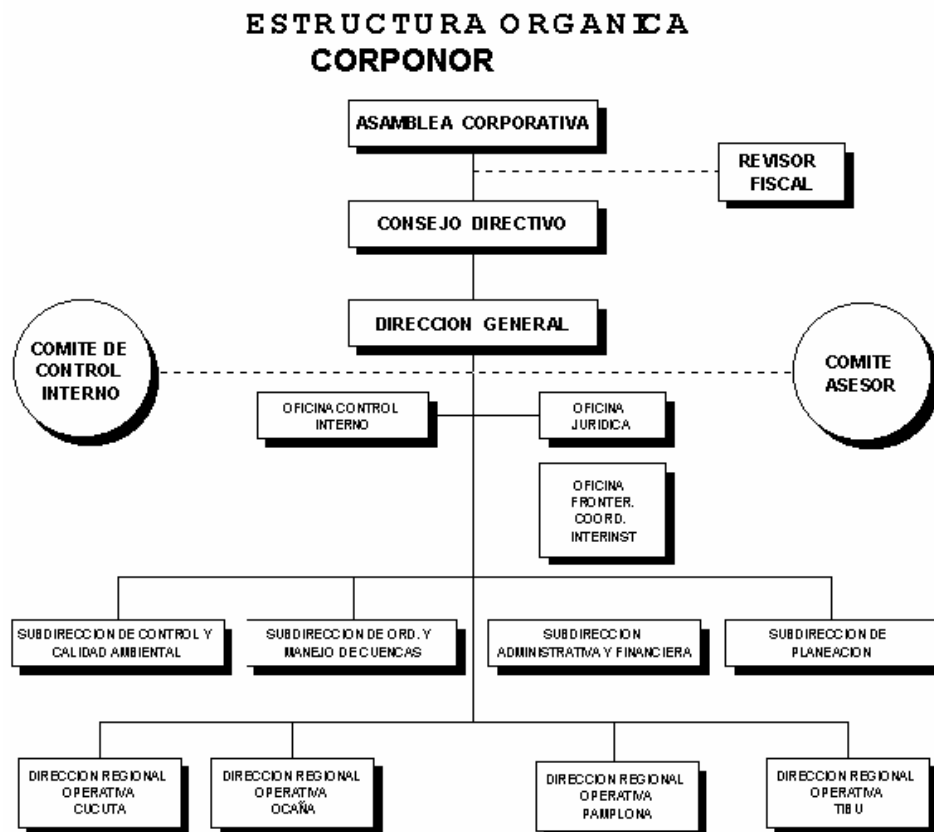 ESTRUCTURA ORGANICA
CORPONOR
ASAMBLEA CORPORATIVA
REVISOR
FISCAL
CONSEJO DIRECTIVO
DIRECCION GENERAL
COMITE DE
CONTROL
INTERNO
COMITE
ASESOR
OFICINA CONTROL
INTERNO
OFICINA
JURIDICA
OFICINA
FRONTER.
COORD.
INTERINST
SUBDIRECCION DE CONTROL Y
CALIDAD AMBIENTAL
SUBDIRECCION DE ORD. Y
MANEJO DE CUENCAS
SUBDIRECCION
ADMINISTRATIVA Y FINANCIERA
SUBDIRECCION DE
PLANEACION
DIRECCION REGIONAL
OPERATIVA
CUCUTA
DIRECCION REGIONAL
OPERATIVA
OCAÑA
DIRECCION REGIONAL
OPERATIVA
PAMPLONA
DIRECCION REGIONAL
OPERATIVA
TIBU